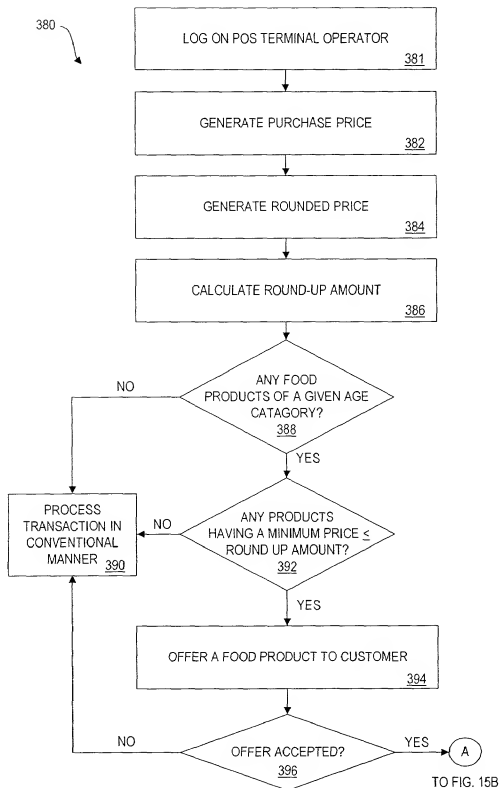 380
LOG ON POS TERMINAL OPERATOR
381
GENERATE PURCHASE PRICE
382
GENERATE ROUNDED PRICE
384
CALCULATE ROUND-UP AMOUNT
386
ANY FOOD
PRODUCTS OF A GIVEN AGE
CATAGORY?
388
NO
YES
ANY PRODUCTS
HAVING A MINIMUM PRICE ≤
ROUND UP AMOUNT?
392
NO
PROCESS
TRANSACTION IN
CONVENTIONAL
MANNER
390
YES
OFFER A FOOD PRODUCT TO CUSTOMER
394
OFFER ACCEPTED?
396
NO
YES
A
TO FIG. 15B